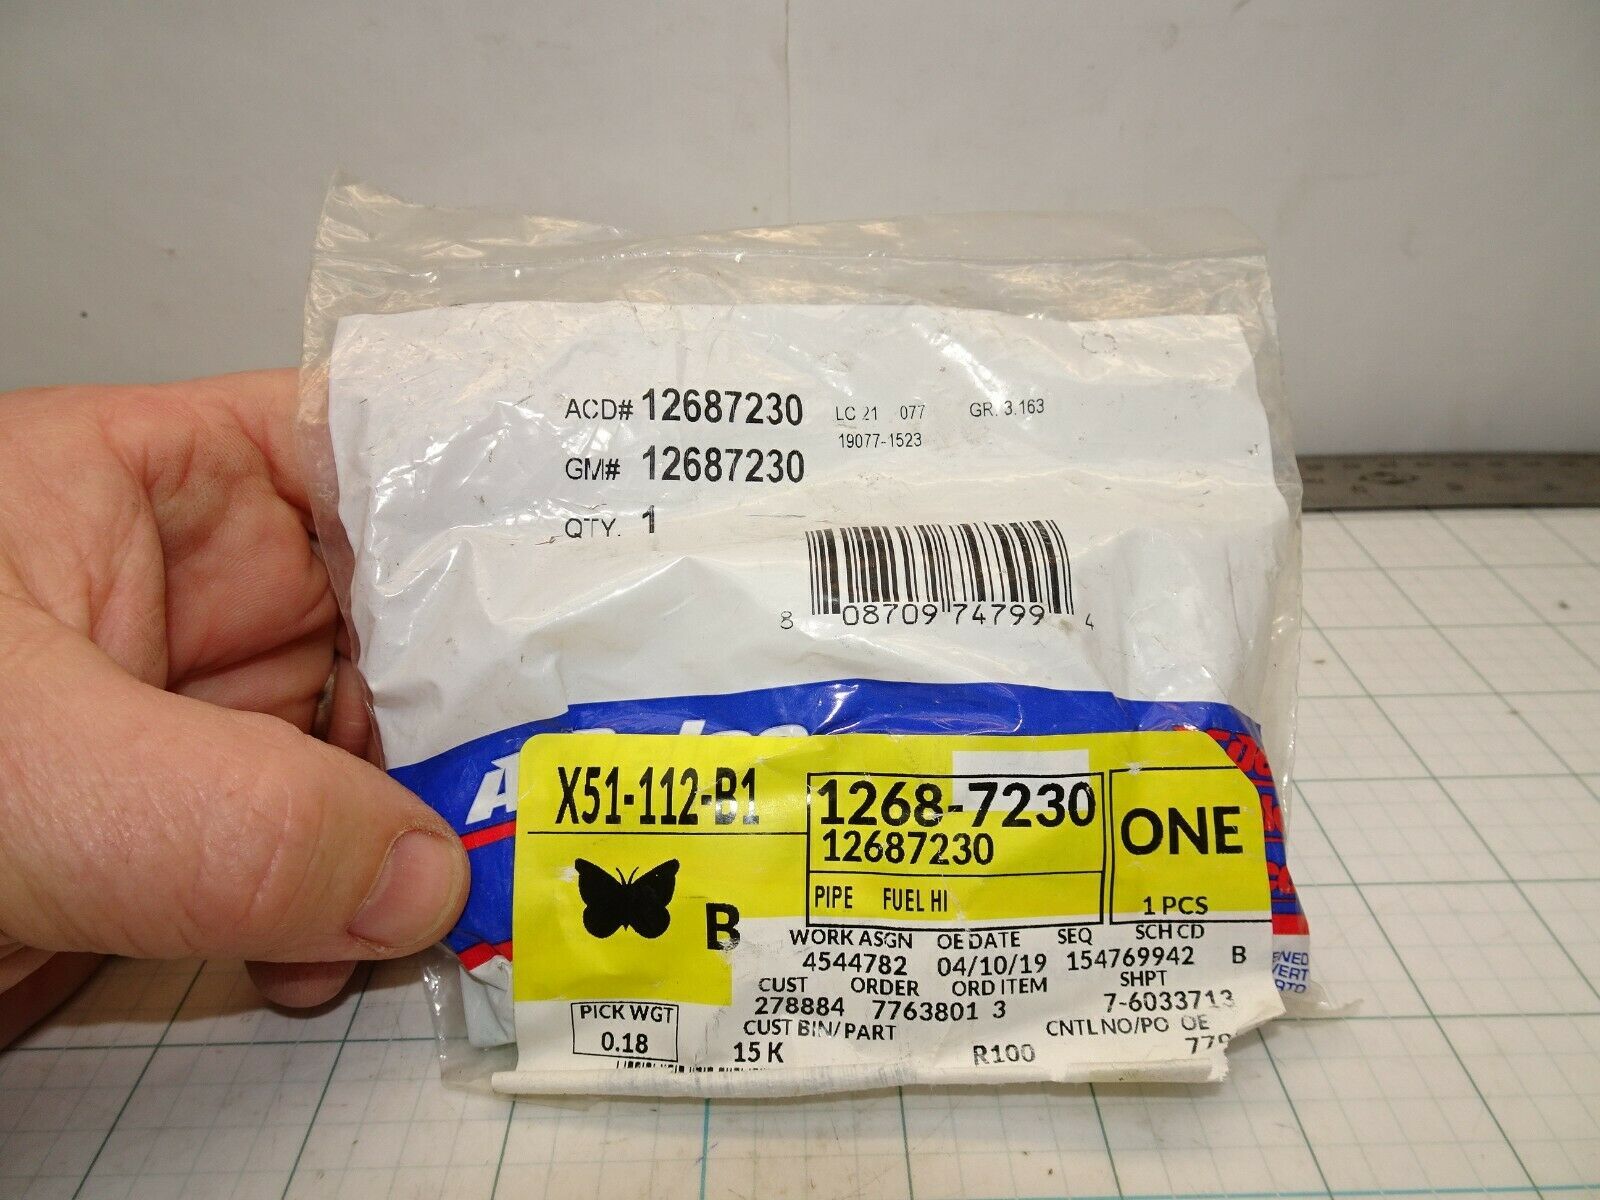 ACD# 12687230
LC 21 077 GR. 3.163
19077-1523
GM# 12687230
QTY. 1
8 08709 74799 4
X51-112-B1
1268-7230
12687230
ONE
PIPE FUEL HI
1 PCS
B
WORK ASGN OE DATE SEQ SCH CD
4544782 04/10/19 154769942 B
CUST ORDER ORD ITEM SHPT
278884 7763801 3 7-6033713
PICK WGT
0.18
CUST BIN/PART CNTL NO/PO OE
15 K R100